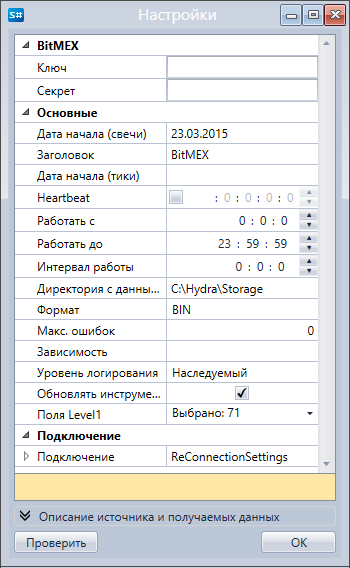 S# Настройки
BitMEX
Ключ
Секрет
Основные
Дата начала (свечи) 23.03.2015
Заголовок BitMEX
Дата начала (тики)
Heartbeat : 0 : 0 : 0 : 0
Работать с 0 : 0 : 0
Работать до 23 : 59 : 59
Интервал работы 0 : 0 : 0
Директория с данны... C:\Hydra\Storage
Формат BIN
Макс. ошибок 0
Зависимость
Уровень логирования Наследуемый
Обновлять инструме...
Поля Level1 Выбрано: 71
Подключение
Подключение ReConnectionSettings
Описание источника и получаемых данных
Проверить OK